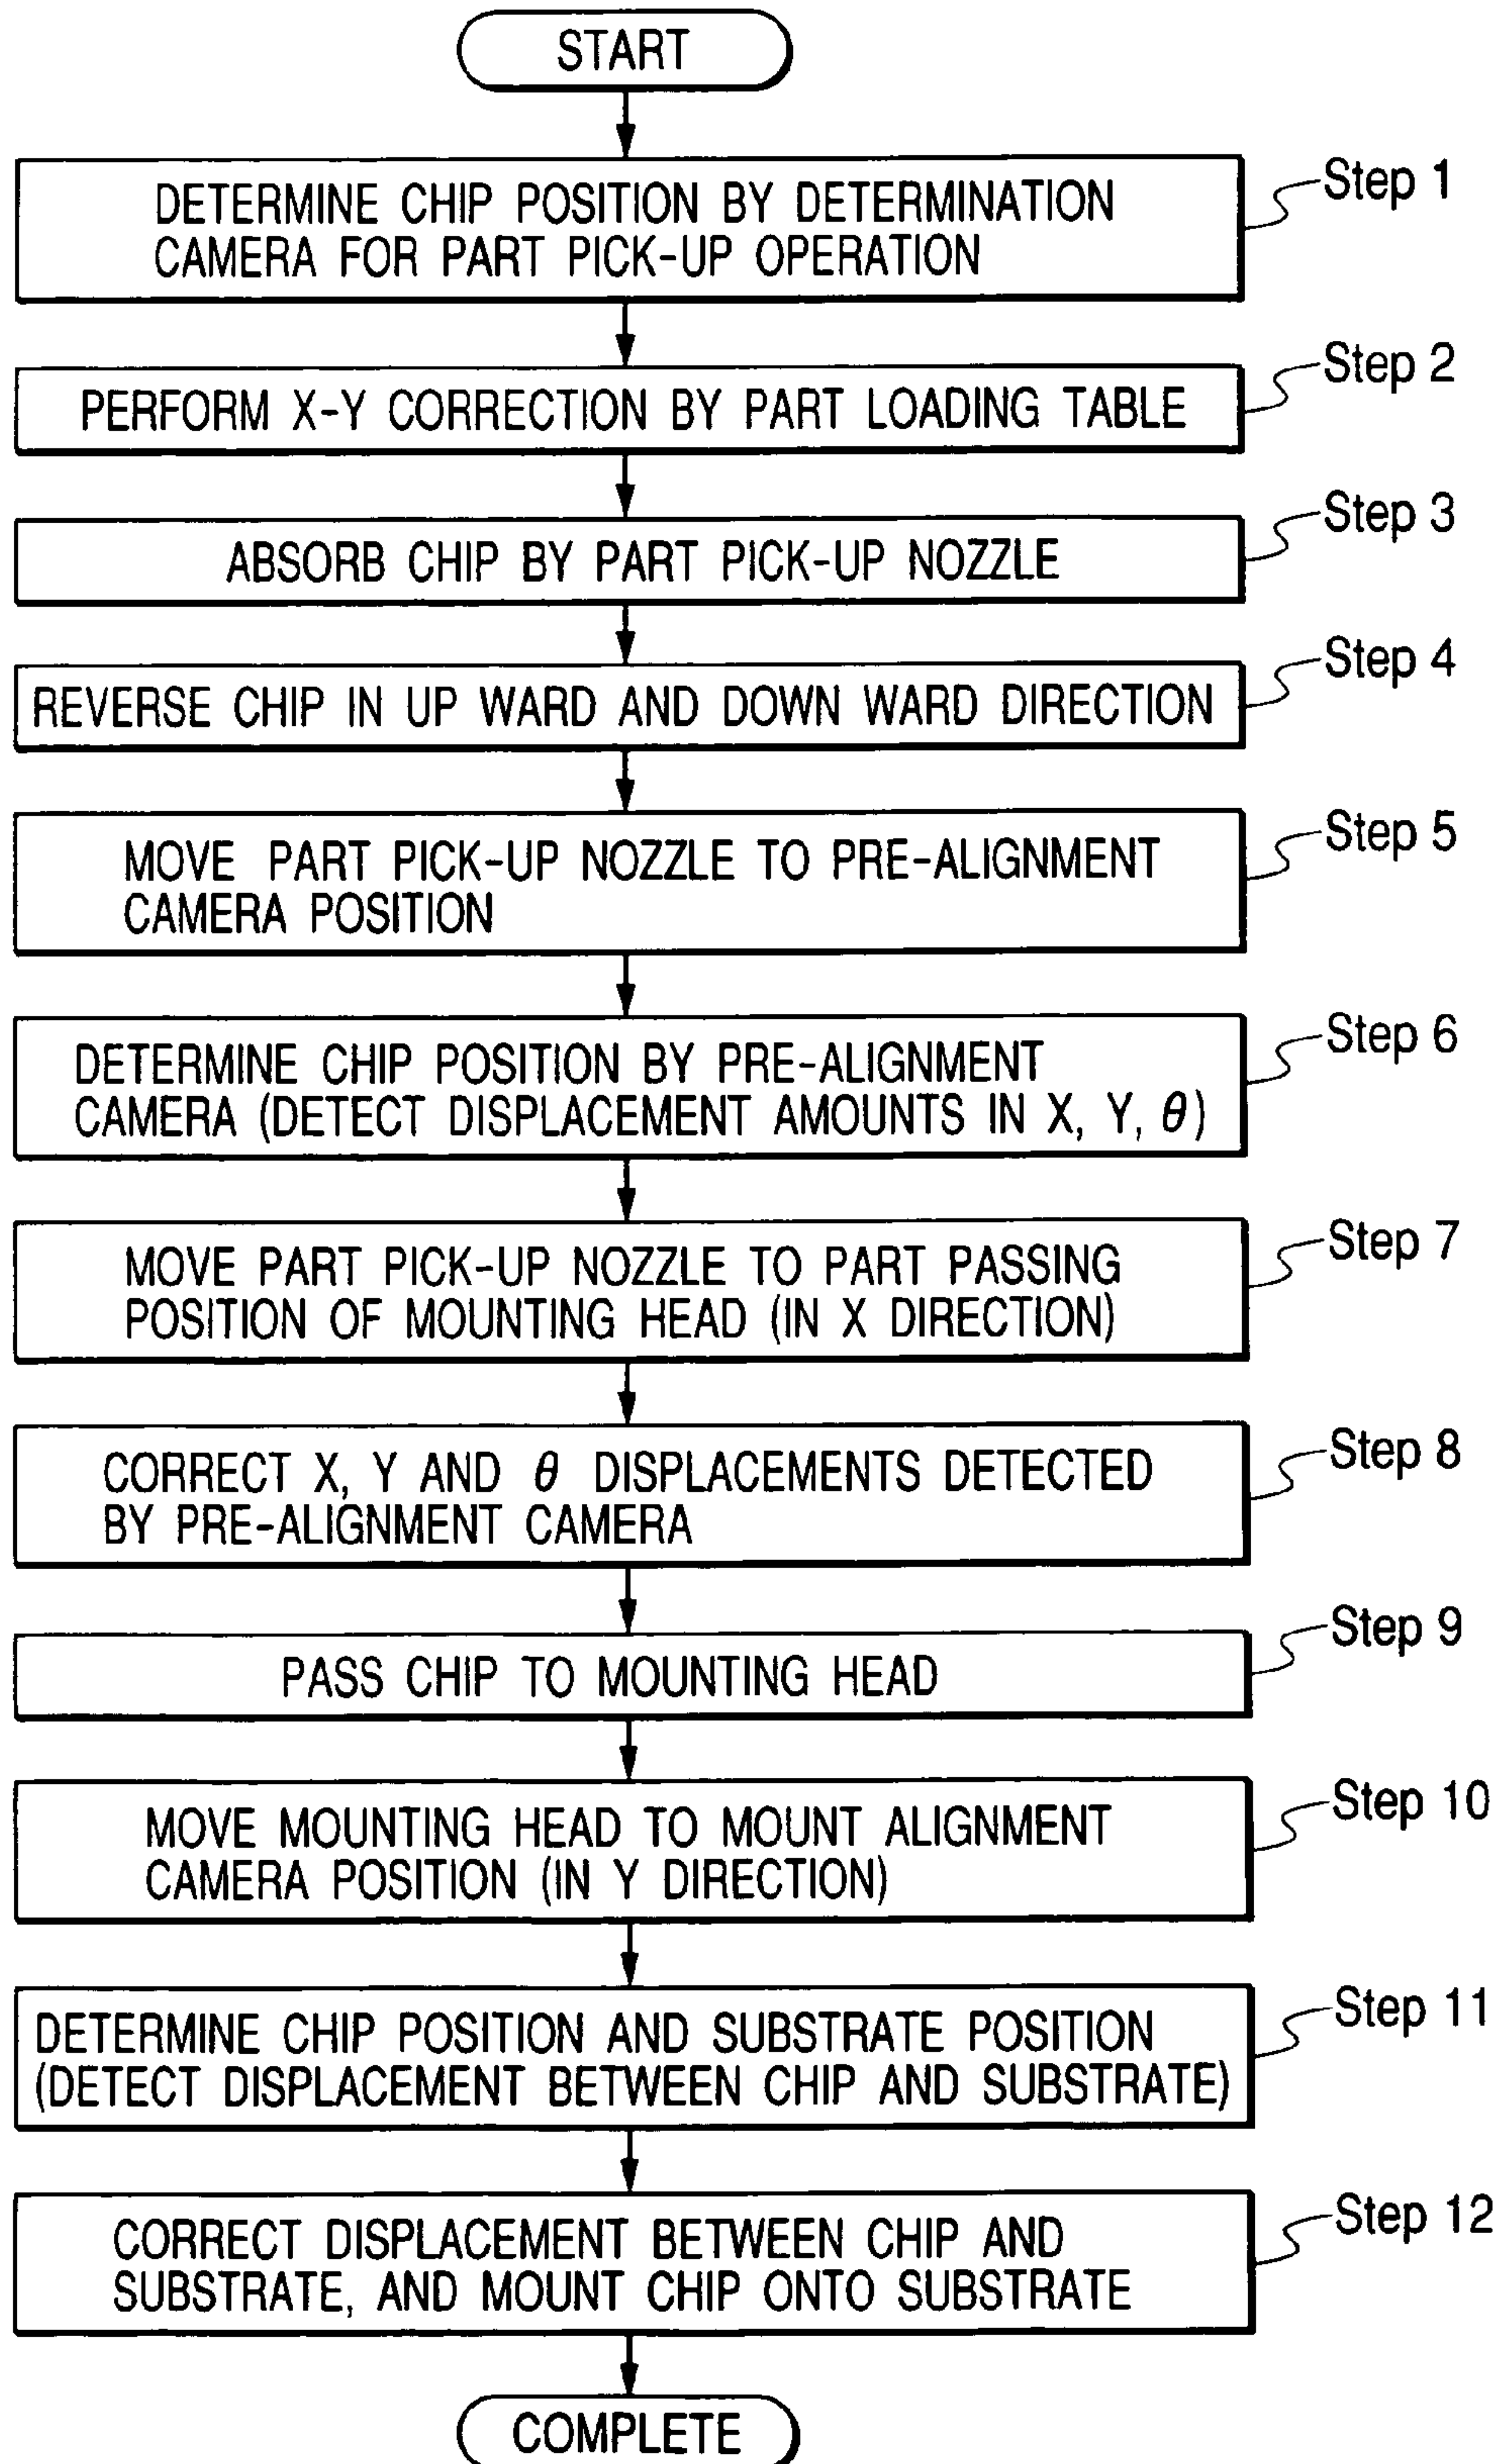 START
DETERMINE CHIP POSITION BY DETERMINATION
CAMERA FOR PART PICK-UP OPERATION
Step 1
PERFORM X-Y CORRECTION BY PART LOADING TABLE
Step 2
ABSORB CHIP BY PART PICK-UP NOZZLE
Step 3
REVERSE CHIP IN UP WARD AND DOWN WARD DIRECTION
Step 4
MOVE PART PICK-UP NOZZLE TO PRE-ALIGNMENT
CAMERA POSITION
Step 5
DETERMINE CHIP POSITION BY PRE-ALIGNMENT
CAMERA (DETECT DISPLACEMENT AMOUNTS IN X, Y, θ)
Step 6
MOVE PART PICK-UP NOZZLE TO PART PASSING
POSITION OF MOUNTING HEAD (IN X DIRECTION)
Step 7
CORRECT X, Y AND θ DISPLACEMENTS DETECTED
BY PRE-ALIGNMENT CAMERA
Step 8
PASS CHIP TO MOUNTING HEAD
Step 9
MOVE MOUNTING HEAD TO MOUNT ALIGNMENT
CAMERA POSITION (IN Y DIRECTION)
Step 10
DETERMINE CHIP POSITION AND SUBSTRATE POSITION
(DETECT DISPLACEMENT BETWEEN CHIP AND SUBSTRATE)
Step 11
CORRECT DISPLACEMENT BETWEEN CHIP AND
SUBSTRATE, AND MOUNT CHIP ONTO SUBSTRATE
Step 12
COMPLETE